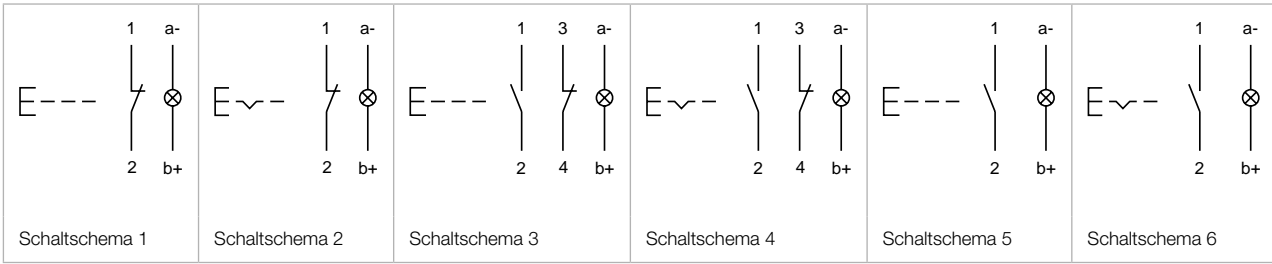 1 a- 1 a- 1 3 a- 1 3 a- 1 a- 1 a-
2 b+ 2 b+ 2 4 b+ 2 4 b+ 2 b+ 2 b+
Schaltschema 1 Schaltschema 2 Schaltschema 3 Schaltschema 4 Schaltschema 5 Schaltschema 6